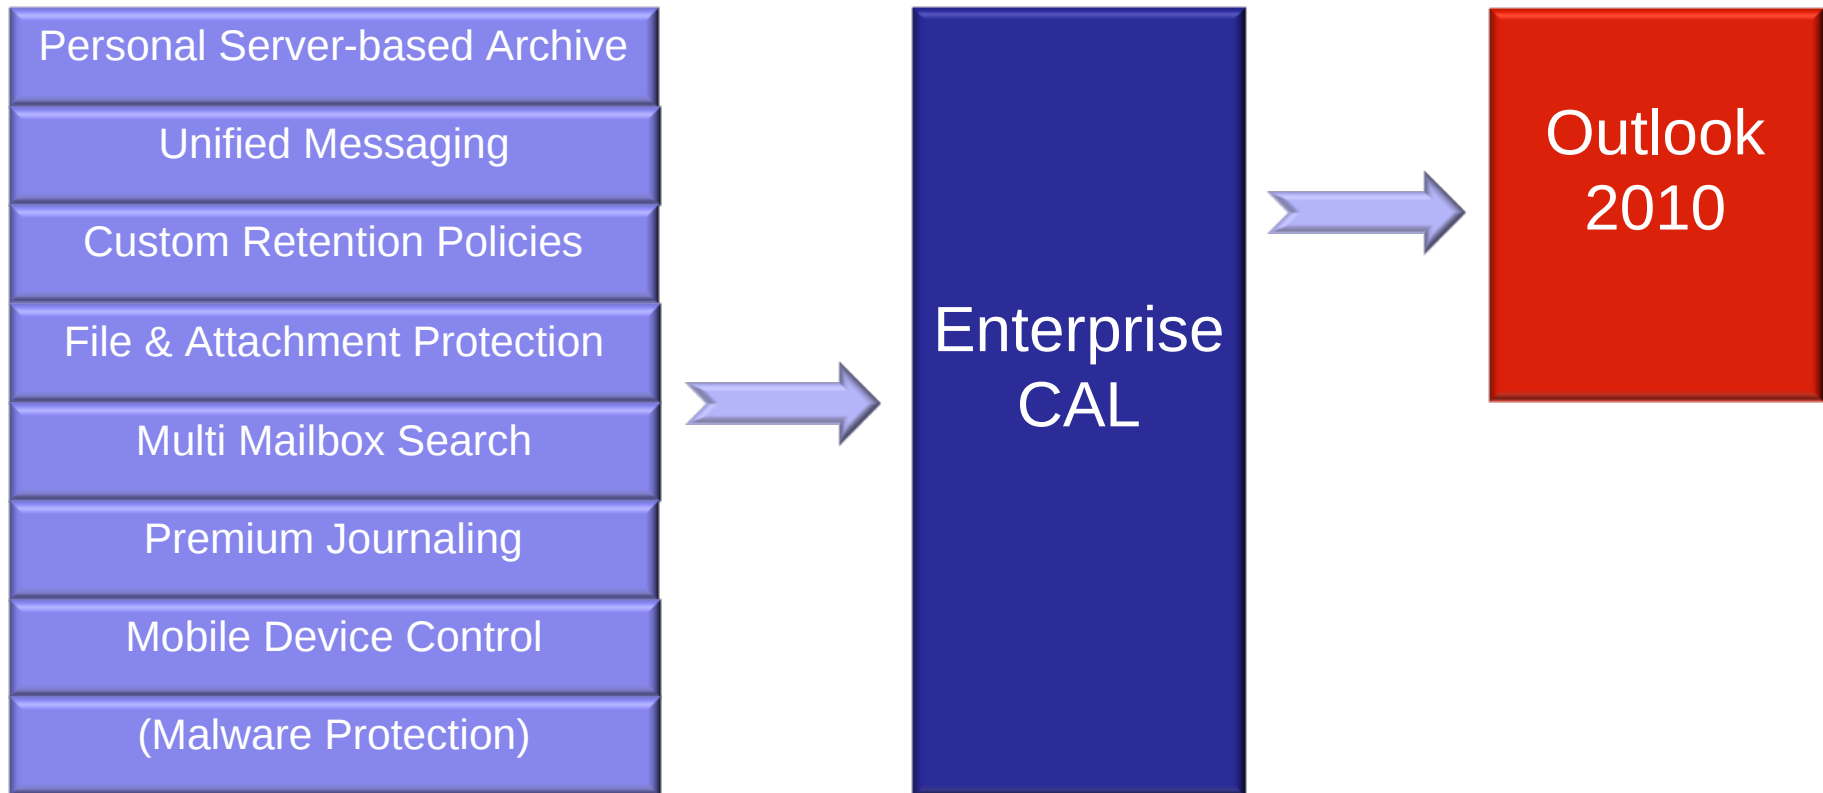 Personal Server-based Archive
Unified Messaging
Custom Retention Policies
File & Attachment Protection
Multi Mailbox Search
Premium Journaling
Mobile Device Control
(Malware Protection)
Enterprise
CAL
Outlook
2010